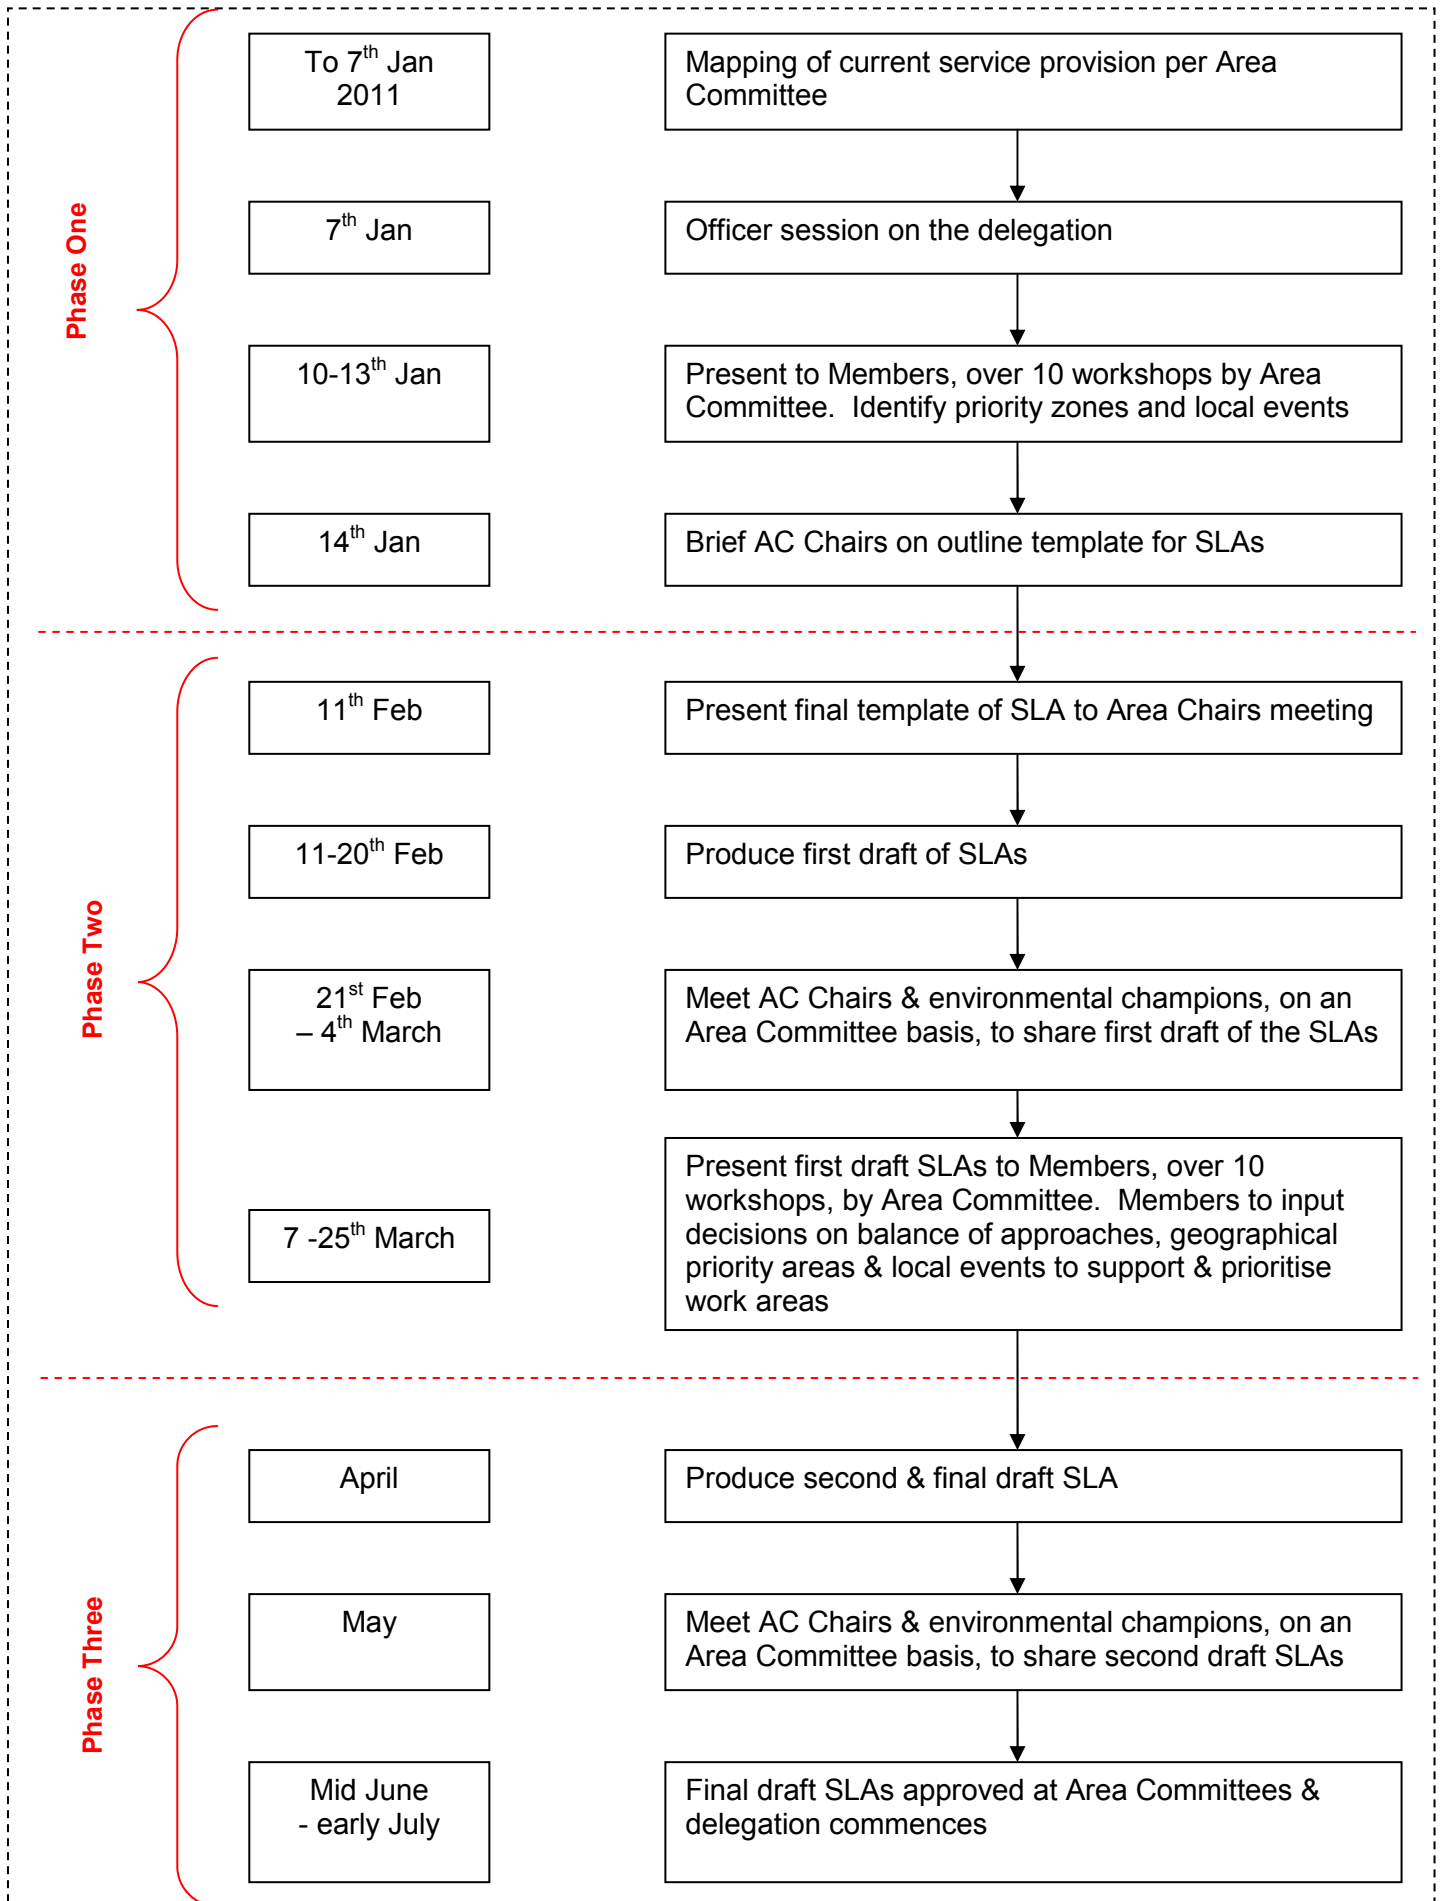 Phase One
To 7th Jan
2011
Mapping of current service provision per Area
Committee
7th Jan
Officer session on the delegation
10-13th Jan
Present to Members, over 10 workshops by Area
Committee.  Identify priority zones and local events
14th Jan
Brief AC Chairs on outline template for SLAs
Phase Two
11th Feb
Present final template of SLA to Area Chairs meeting
11-20th Feb
Produce first draft of SLAs
21st Feb
– 4th March
Meet AC Chairs & environmental champions, on an
Area Committee basis, to share first draft of the SLAs
7 -25th March
Present first draft SLAs to Members, over 10
workshops, by Area Committee.  Members to input
decisions on balance of approaches, geographical
priority areas & local events to support & prioritise
work areas
Phase Three
April
Produce second & final draft SLA
May
Meet AC Chairs & environmental champions, on an
Area Committee basis, to share second draft SLAs
Mid June
- early July
Final draft SLAs approved at Area Committees &
delegation commences